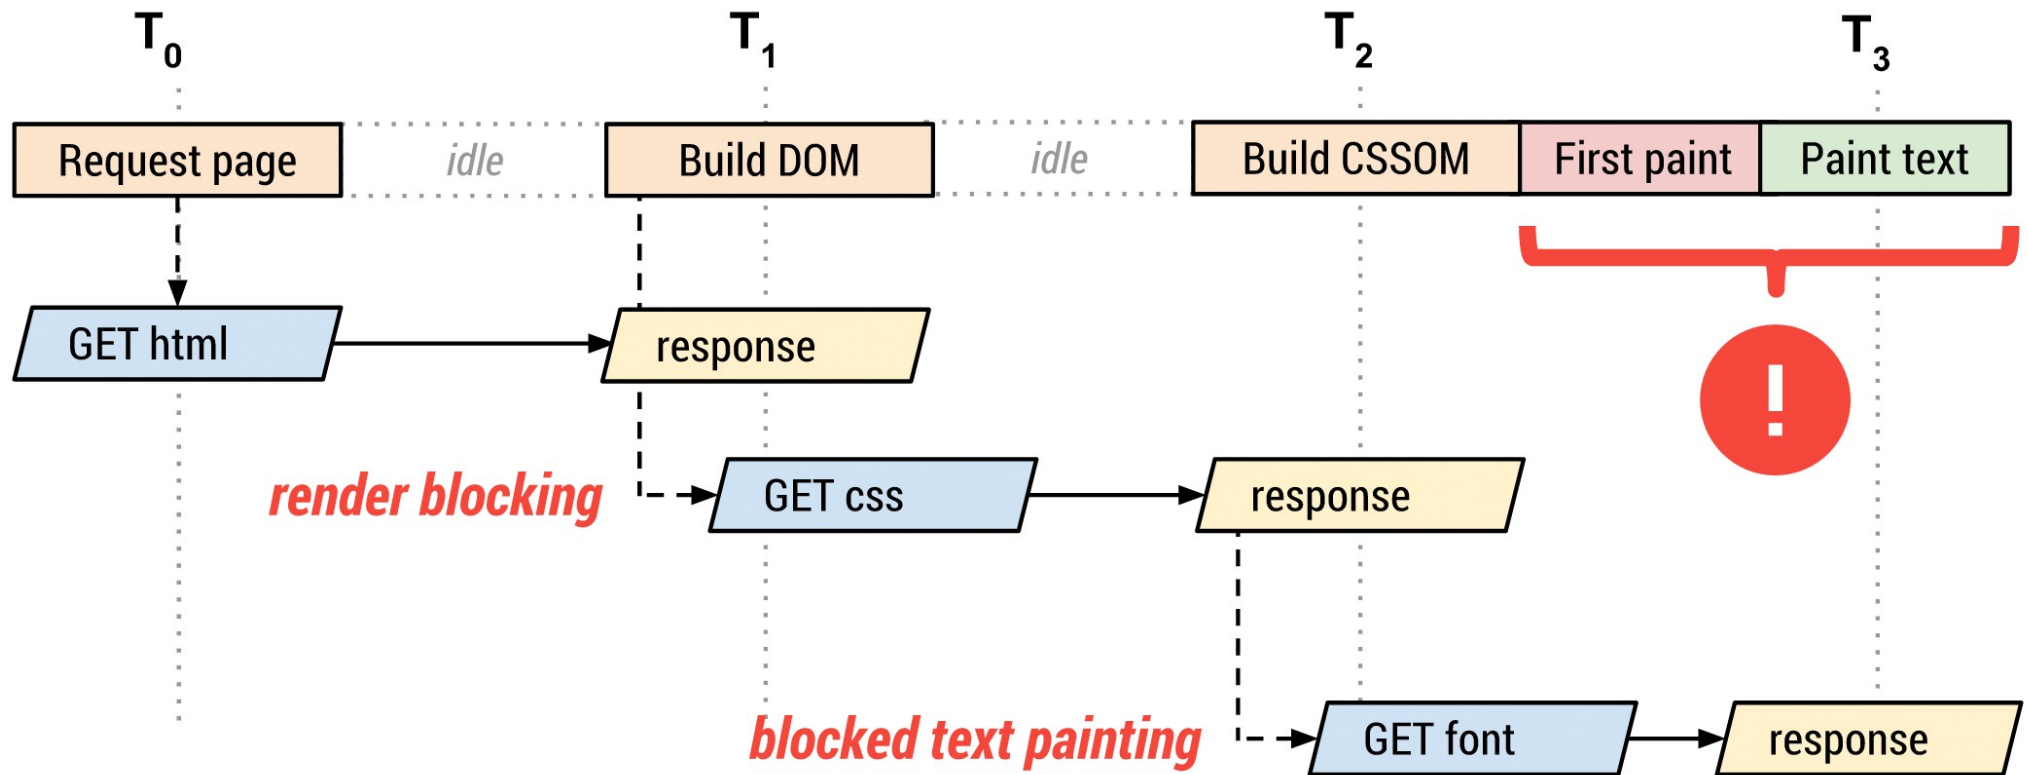 T0 T1 T2 T3
Request page idle Build DOM idle Build CSSOM First paint Paint text
GET html response
!
render blocking GET css response
blocked text painting GET font response